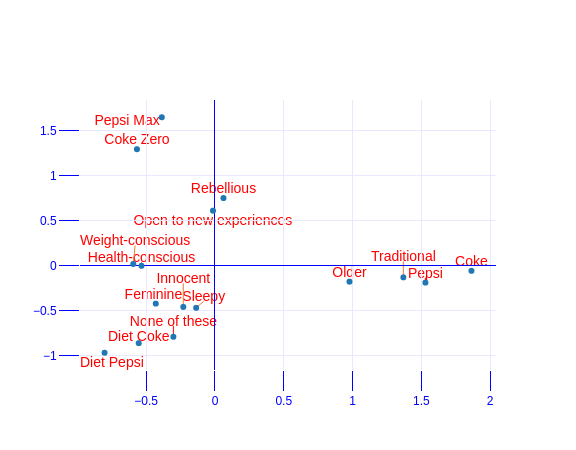 Pepsi Max
1.5
Coke Zero
1
Rebellious
0.5
Open to new experiences
Weight-conscious
Health-conscious
Traditional
Coke
0
Older
Pepsi
Innocent
Feminine
Sleepy
−0.5
None of these
Diet Coke
−1
Diet Pepsi
−0.5
0
0.5
1
1.5
2